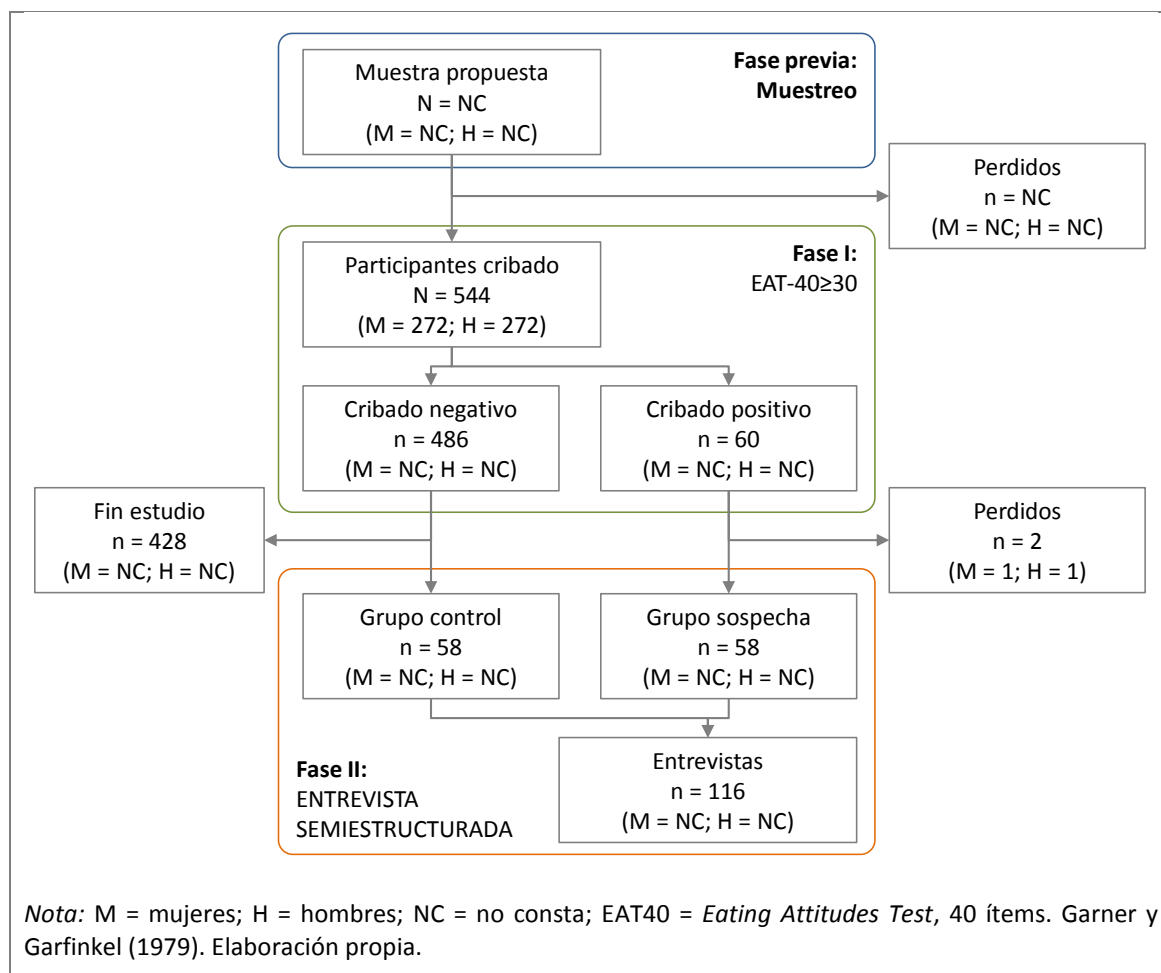 Muestra propuesta
N = NC
(M = NC; H = NC)
Fase previa:
Muestreo
Perdidos
n = NC
(M = NC; H = NC)
Participantes cribado
N = 544
(M = 272; H = 272)
Fase I:
EAT-40≥30
Cribado negativo
n = 486
(M = NC; H = NC)
Cribado positivo
n = 60
(M = NC; H = NC)
Fin estudio
n = 428
(M = NC; H = NC)
Perdidos
n = 2
(M = 1; H = 1)
Grupo control
n = 58
(M = NC; H = NC)
Grupo sospecha
n = 58
(M = NC; H = NC)
Fase II:
ENTREVISTA
SEMIESTRUCTURADA
Entrevistas
n = 116
(M = NC; H = NC)
Nota: M = mujeres; H = hombres; NC = no consta; EAT40 = Eating Attitudes Test, 40 ítems. Garner y
Garfinkel (1979). Elaboración propia.